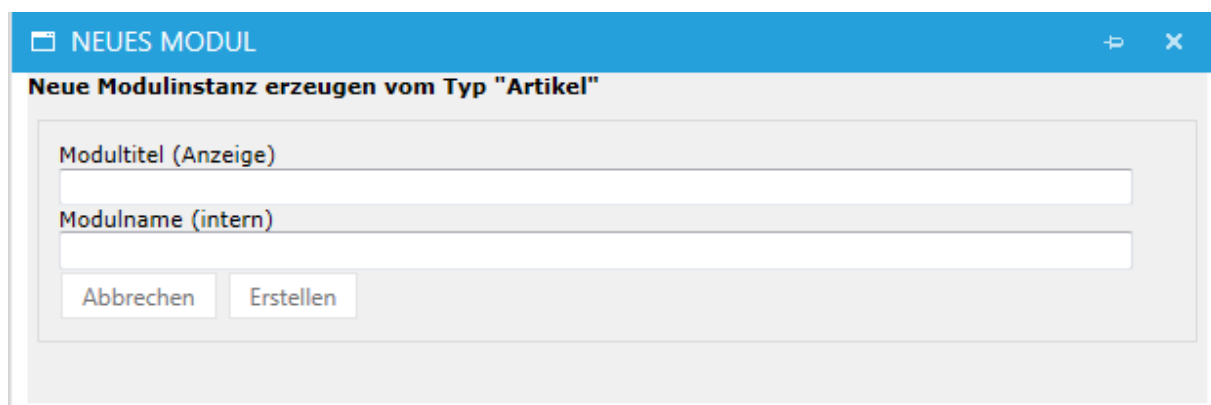 NEUES MODUL
Neue Modulinstanz erzeugen vom Typ "Artikel"
Modultitel (Anzeige)
Modulname (intern)
Abbrechen Erstellen